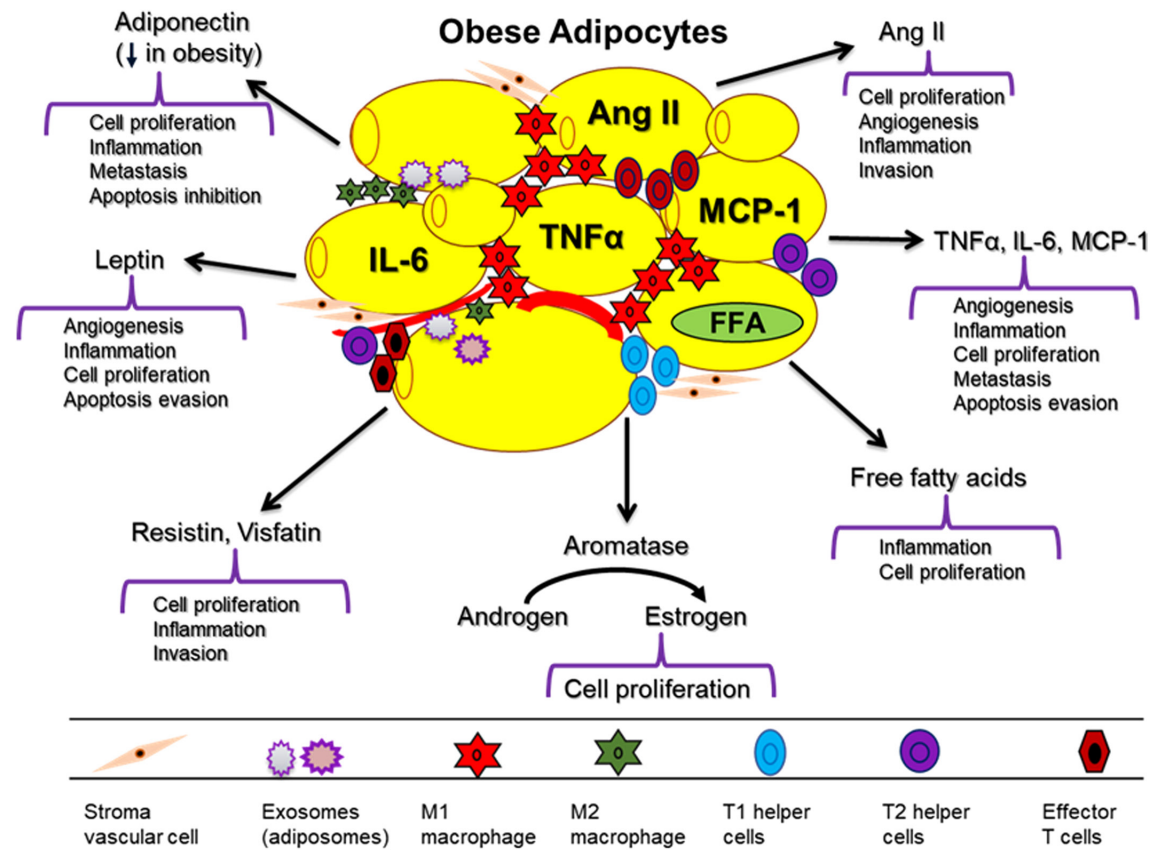 Obese Adipocytes
Adiponectin
(↓ in obesity)
Cell proliferation
Inflammation
Metastasis
Apoptosis inhibition
Ang II
Cell proliferation
Angiogenesis
Inflammation
Invasion
Ang II
MCP-1
TNFα
IL-6
FFA
Leptin
Angiogenesis
Inflammation
Cell proliferation
Apoptosis evasion
TNFα, IL-6, MCP-1
Angiogenesis
Inflammation
Cell proliferation
Metastasis
Apoptosis evasion
Resistin, Visfatin
Cell proliferation
Inflammation
Invasion
Aromatase
Androgen
Estrogen
Cell proliferation
Free fatty acids
Inflammation
Cell proliferation
Stroma
vascular cell
Exosomes
(adiposomes)
M1
macrophage
M2
macrophage
T1 helper
cells
T2 helper
cells
Effector
T cells